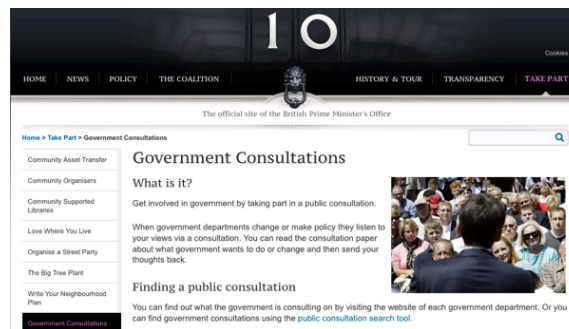 10
Cookies
HOME NEWS POLICY THE COALITION HISTORY & TOUR TRANSPARENCY TAKE PART
The official site of the British Prime Minister's Office
Home > Take Part > Government Consultations
Community Asset Transfer
Community Organisers
Community Supported
Libraries
Love Where You Live
Organise a Street Party
The Big Tree Plant
Write Your Neighbourhood
Plan
Government Consultations
Government Consultations
What is it?
Get involved in government by taking part in a public consultation.
When government departments change or make policy they listen to
your views via a consultation. You can read the consultation paper
about what government wants to do or change and then send your
thoughts back.
Finding a public consultation
You can find out what the government is consulting on by visiting the website of each government department. Or you
can find government consultations using the public consultation search tool.